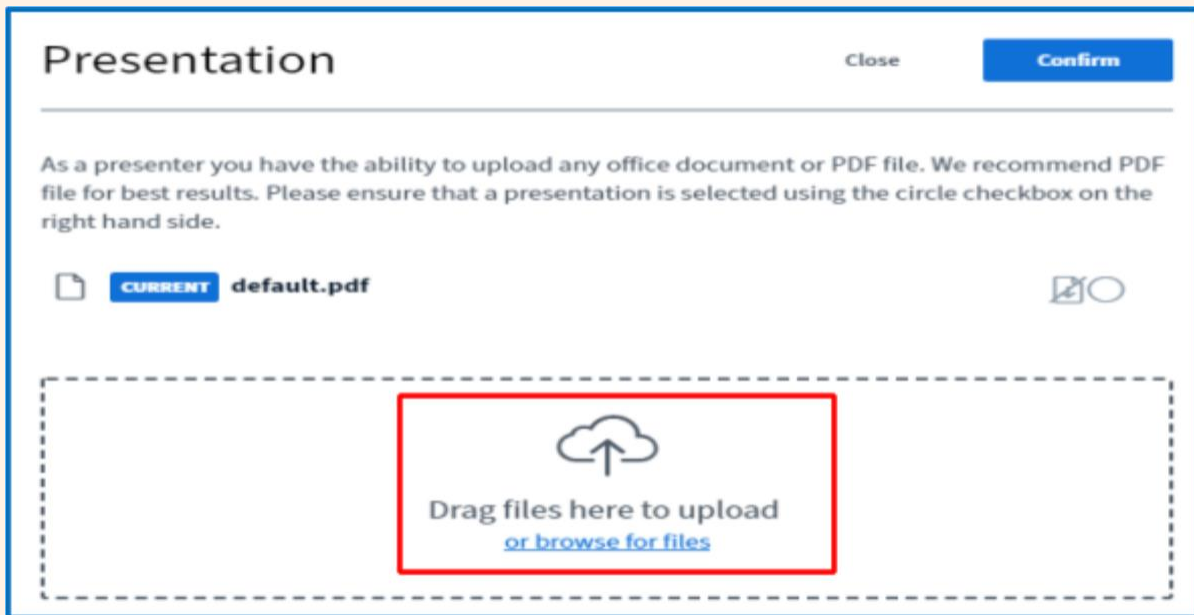 Presentation
Close
Confirm
As a presenter you have the ability to upload any office document or PDF file. We recommend PDF
file for best results. Please ensure that a presentation is selected using the circle checkbox on the
right hand side.
CURRENT default.pdf
Drag files here to upload
or browse for files